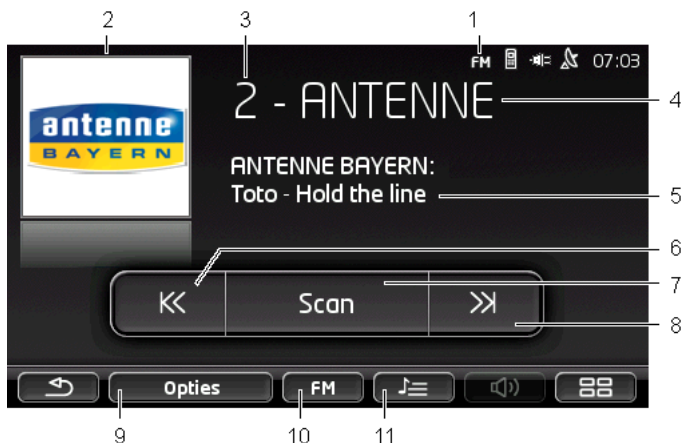 1
2
3
FM 07:03
antenne
BAYERN
2 - ANTENNE
4
ANTENNE BAYERN:
Toto - Hold the line
5
6
Scan
7
8
Opties
FM
9
10
11